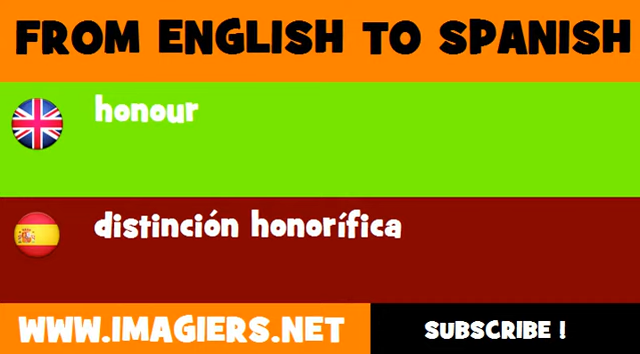 FROM ENGLISH TO SPANISH
honour
distinción honorífica
WWW.IMAGIERS.NET
SUBSCRIBE !